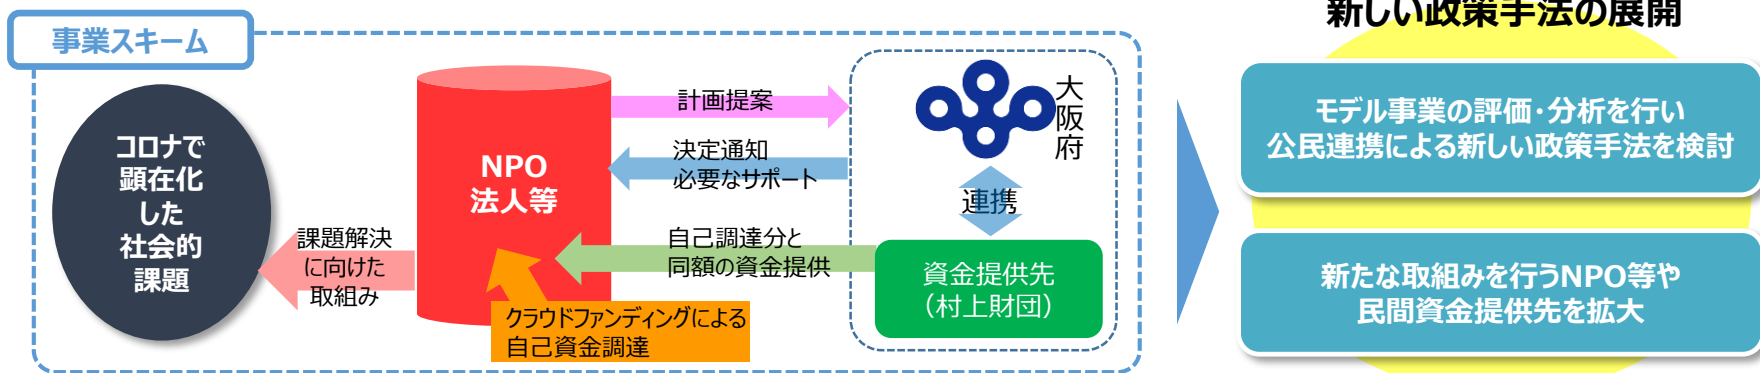 事業スキーム
コロナで
顕在化
した
社会的
課題
課題解決
に向けた
取組み
NPO
法人等
クラウドファンディングによる
自己資金調達
計画提案
決定通知
必要なサポート
自己調達分と
同額の資金提供
大阪府
連携
資金提供先
（村上財団）
新しい政策手法の展開
モデル事業の評価・分析を行い
公民連携による新しい政策手法を検討
新たな取組みを行うNPO等や
民間資金提供先を拡大